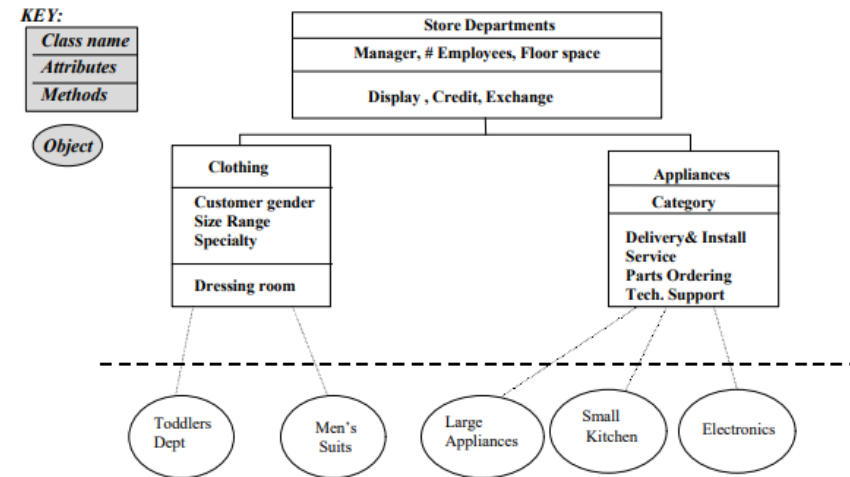 KEY:
Class name
Attributes
Methods
Object
Store Departments
Manager, # Employees, Floor space
Display , Credit, Exchange
Clothing
Customer gender
Size Range
Specialty
Dressing room
Appliances
Category
Delivery& Install
Service
Parts Ordering
Tech. Support
Toddlers
Dept
Men's
Suits
Large
Appliances
Small
Kitchen
Electronics